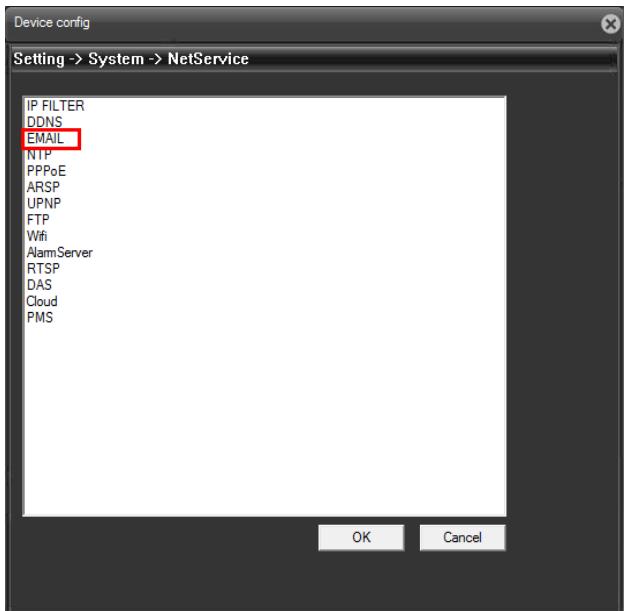 Device config
Setting -> System -> NetService
IP FILTER
DDNS
EMAIL
NTP
PPPoE
ARSP
UPNP
FTP
Wifi
AlarmServer
RTSP
DAS
Cloud
PMS
OK Cancel